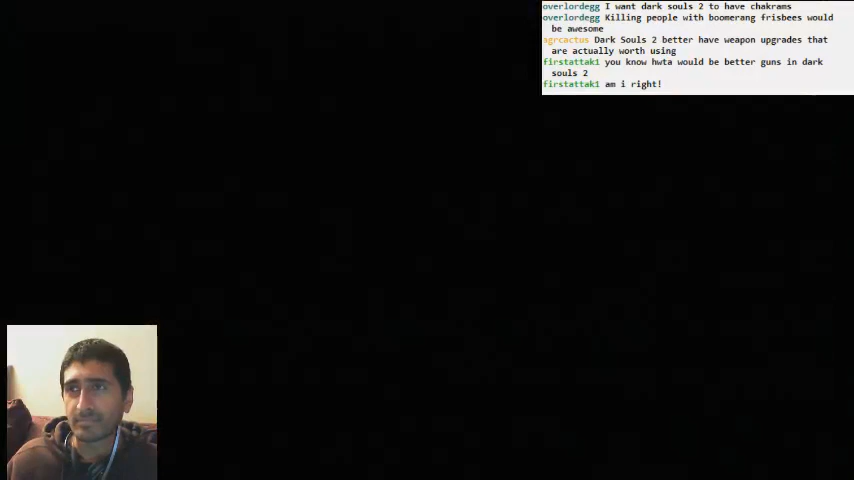 overlordegg I want dark souls 2 to have chakrams
overlordegg Killing people with boomerang frisbees would
be awesome
agrcactus Dark Souls 2 better have weapon upgrades that
are actually worth using
firstattak1 you know hwta would be better guns in dark
souls 2
firstattak1 am i right!